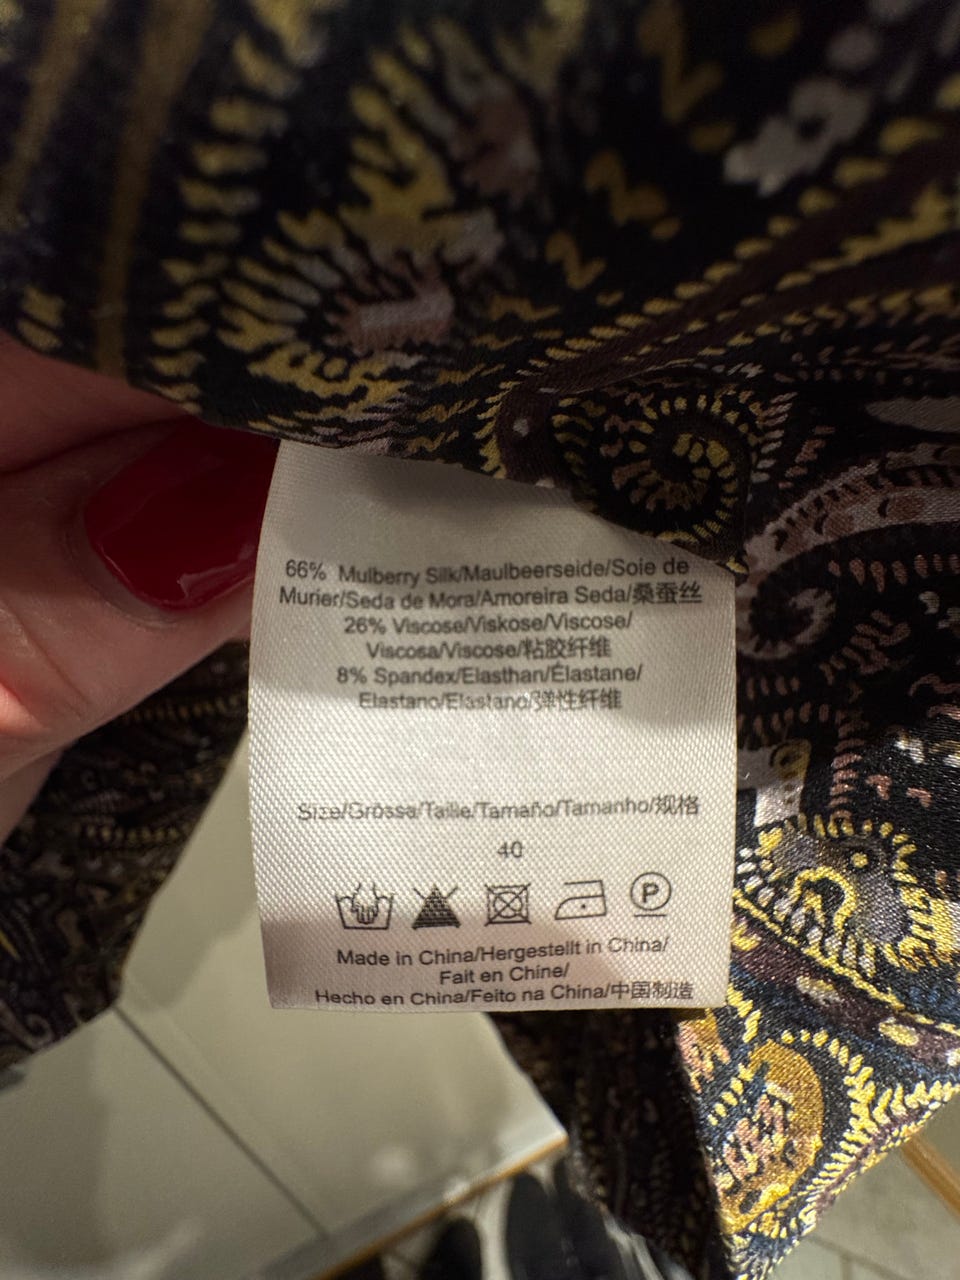 66% Mulberry Silk/Maulbeerseide/Soie de
Murier/Seda de Mora/Amoreira Seda/桑蚕丝
26% Viscose/Viskose/Viscose/
Viscosa/Viscose/粘胶纤维
8% Spandex/Elasthan/Élastane/
Elastano/Elastano/弹性纤维
Size/Grösse/Taille/Tamaño/Tamanho/规格
40
P
Made in China/Hergestellt in China/
Fait en Chine/
Hecho en China/Feito na China/中国制造